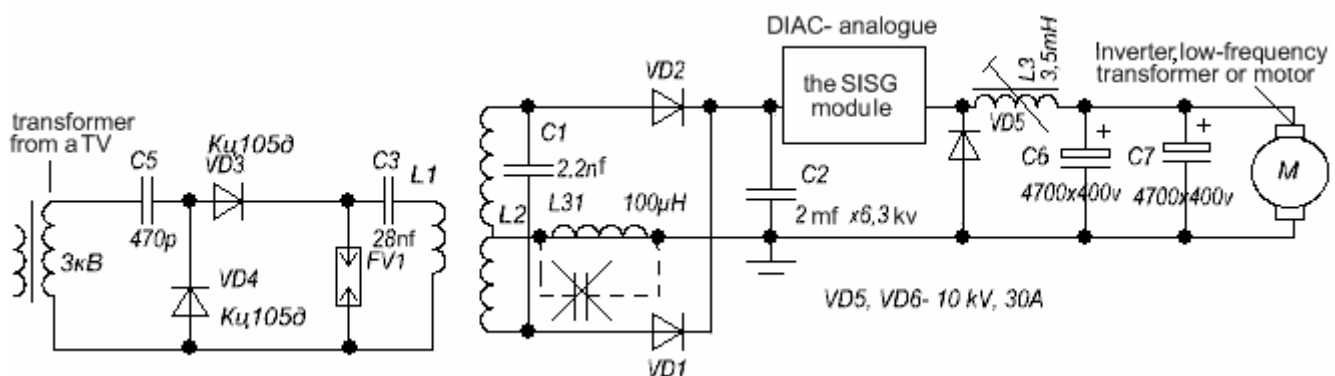 DIAC- analogue
the SISG
module
Inverter,low-frequency
transformer or motor
transformer
from a TV
C5
470p
3кВ
Кц105д
VD3
VD4
Кц105д
C3
28nf
FV1
L1
L2
C1
2.2nf
L31
100µH
VD2
VD1
C2
2 mf x6,3 kv
L3
3,5mH
VD5
C6
+
4700x400v
C7
+
4700x400v
M
VD5, VD6- 10 kV, 30A